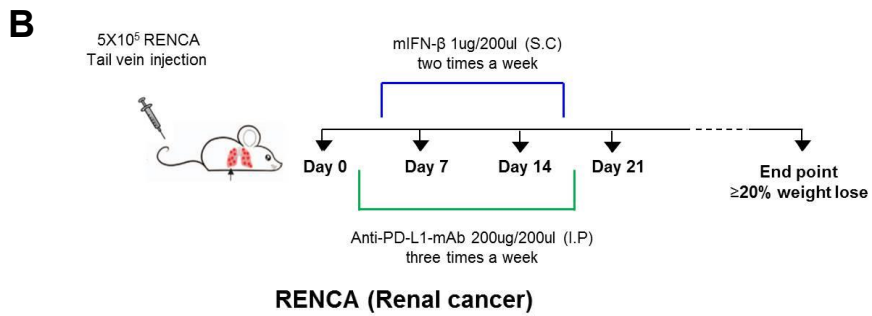 B
5X10⁵ RENCA
Tail vein injection
mIFN-β 1ug/200ul (S.C)
two times a week
Day 0 Day 7 Day 14 Day 21
End point
≥20% weight lose
Anti-PD-L1-mAb 200ug/200ul (I.P)
three times a week
RENCA (Renal cancer)